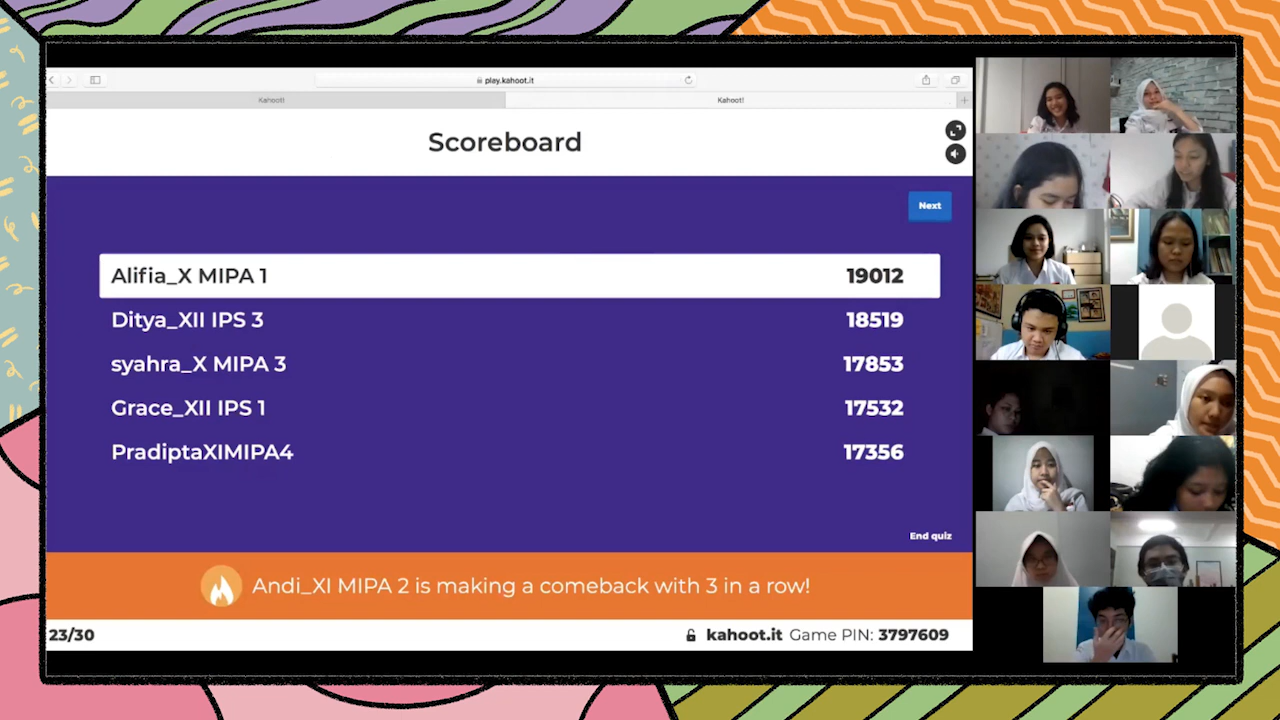 play.kahoot.it
Kahoot!
Kahoot!
Scoreboard
Next
Alifia_X MIPA 1 19012
Ditya_XII IPS 3 18519
syahra_X MIPA 3 17853
Grace_XII IPS 1 17532
PradiptaXIMIPA4 17356
End quiz
Andi_XI MIPA 2 is making a comeback with 3 in a row!
23/30
kahoot.it Game PIN: 3797609